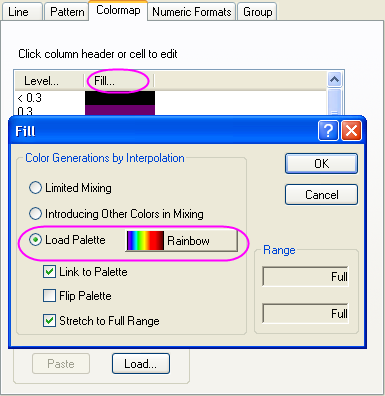 Line Pattern Colormap Numeric Formats Group
Click column header or cell to edit
Level... Fill...
< 0.3
0.3
Fill
Color Generations by Interpolation
OK
Limited Mixing
Cancel
Introducing Other Colors in Mixing
Load Palette Rainbow
Range
Link to Palette
Full
Flip Palette
Stretch to Full Range
Full
Paste Load...